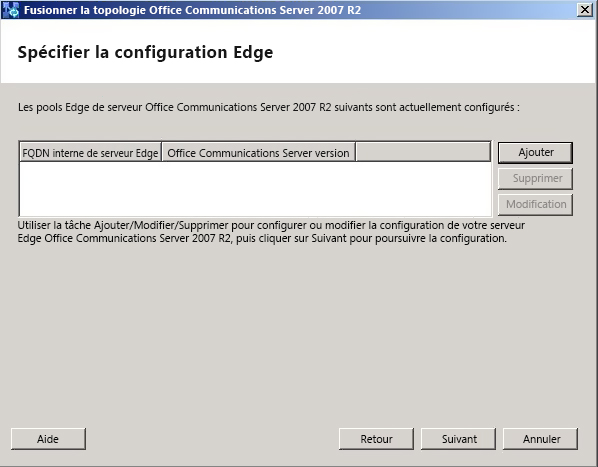 Fusionner la topologie Office Communications Server 2007 R2
Spécifier la configuration Edge
Les pools Edge de serveur Office Communications Server 2007 R2 suivants sont actuellement configurés :
FQDN interne de serveur Edge
Office Communications Server version
Ajouter
Supprimer
Modification
Utiliser la tâche Ajouter/Modifier/Supprimer pour configurer ou modifier la configuration de votre serveur
Edge Office Communications Server 2007 R2, puis cliquer sur Suivant pour poursuivre la configuration.
Aide
Retour
Suivant
Annuler